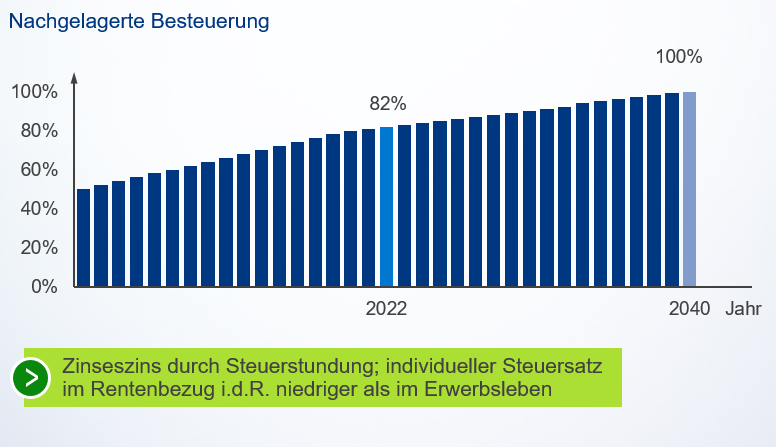 Nachgelagerte Besteuerung
100%
82%
100%
80%
60%
40%
20%
0%
2022
2040
Jahr
Zinseszins durch Steuerstundung; individueller Steuersatz
im Rentenbezug i.d.R. niedriger als im Erwerbsleben